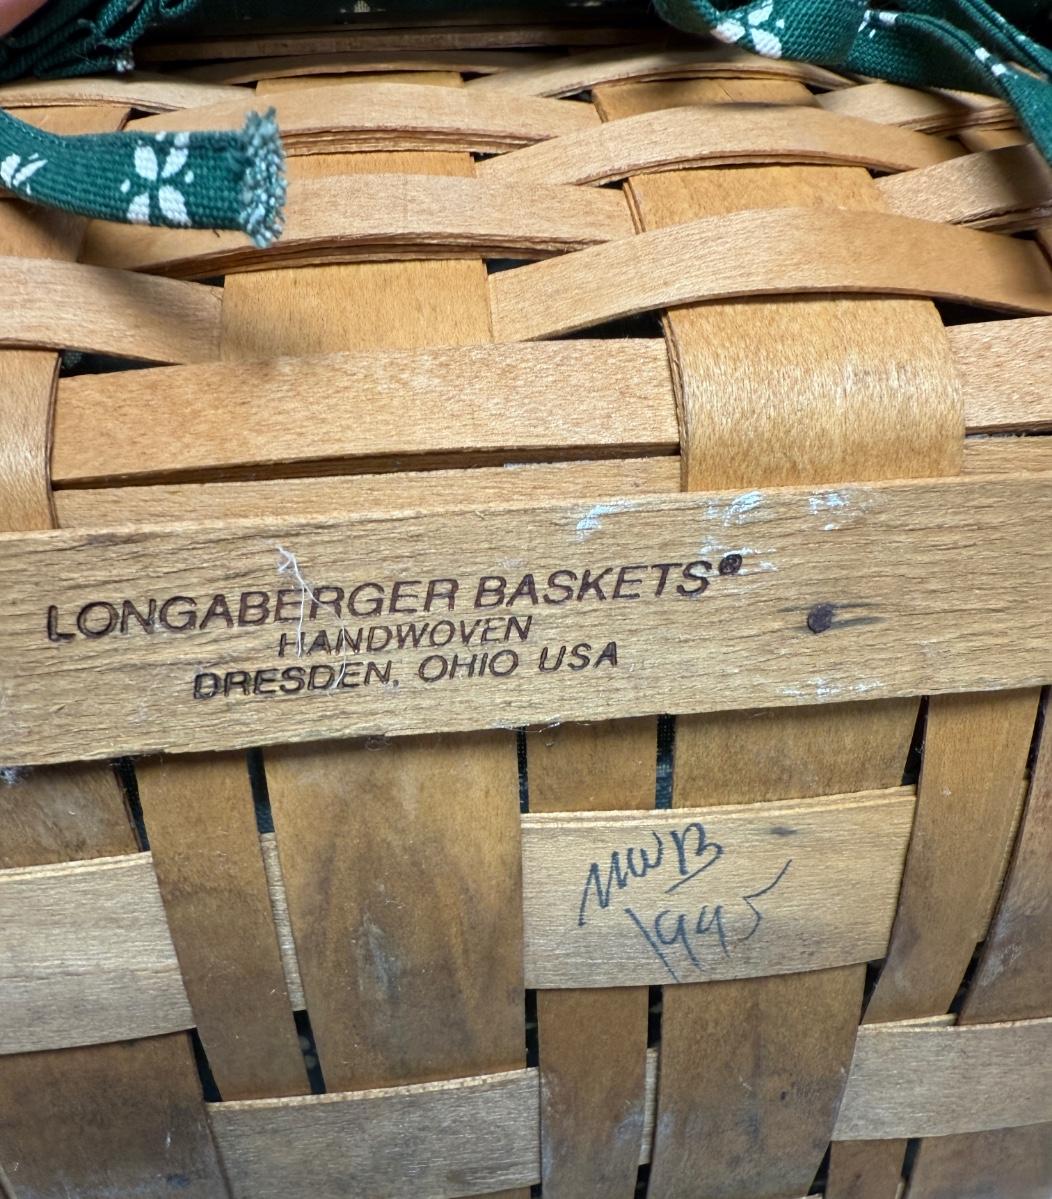 LONGABERGER BASKETS®
HANDWOVEN
DRESDEN, OHIO USA
MWB
1995